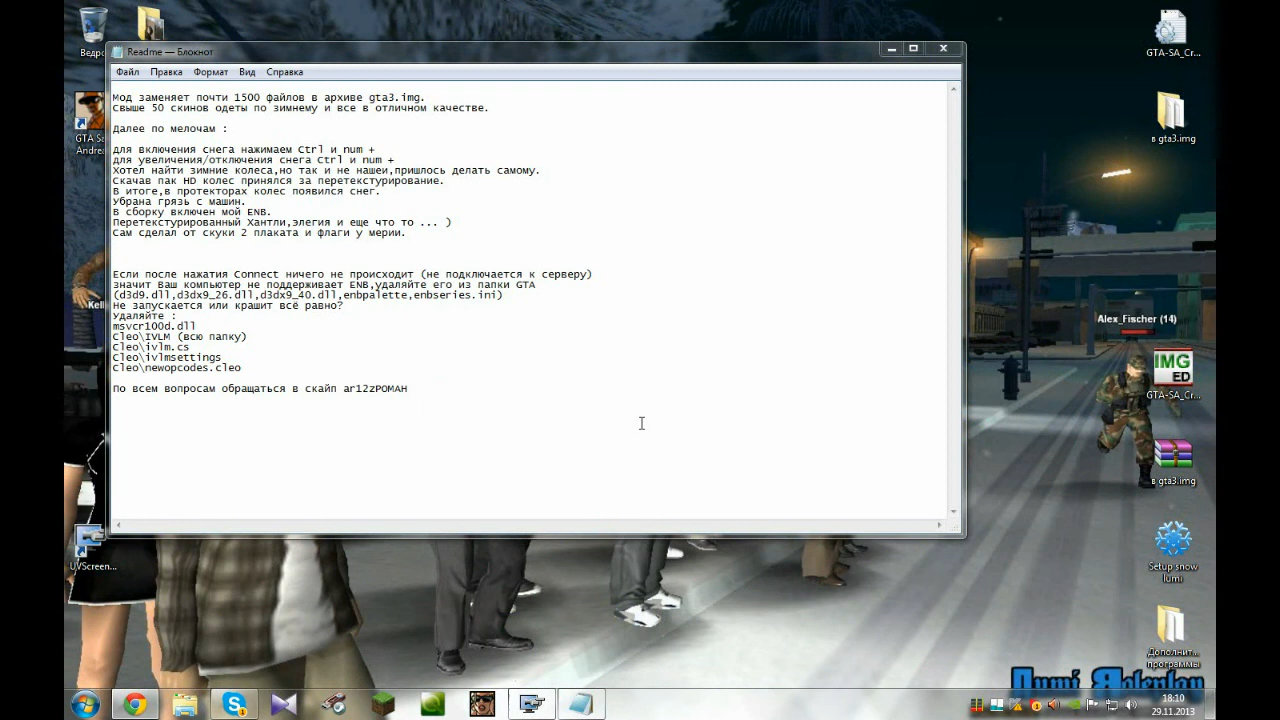 Ведро
GTA-SA_Cr...
Readme — Блокнот
Файл Правка Формат Вид Справка
Мод заменяет почти 1500 файлов в архиве gta3.img.
Свыше 50 скинов одеты по зимнему и все в отличном качестве.
Далее по мелочам :
для включения снега нажимаем Ctrl и num +
для увеличения/отключения снега Ctrl и num +
Хотел найти зимние колеса,но так и не нашеи,пришлось делать самому.
Скачав пак HD колес принялся за перетекстурирование.
В итоге,в протекторах колес появился снег.
Убрана грязь с машин.
В сборку включен мой ENB.
Перетекстурированный Хантли,элегия и еще что то ... )
Сам сделал от скуки 2 плаката и флаги у мерии.
Если после нажатия Connect ничего не происходит (не подключается к серверу)
значит Ваш компьютер не поддерживает ENB,удаляйте его из папки GTA
(d3d9.dll,d3dx9_26.dll,d3dx9_40.dll,enbpalette,enbseries.ini)
Не запускается или крашит всё равно?
Удаляйте :
msvcr100d.dll
Cleo\IVLM (всю папку)
Cleo\ivlm.cs
Cleo\ivlmsettings
Cleo\newopcodes.cleo
По всем вопросам обращаться в скайп ar12zРОМАН
GTA Sa
Andrea
в gta3.img
Kell
Alex_Fischer (14)
IMG
ED
GTA-SA_Cr...
в gta3.img
UVScreen...
Setup snow
lumi
Дополнит...
программы
18:10
29.11.2013